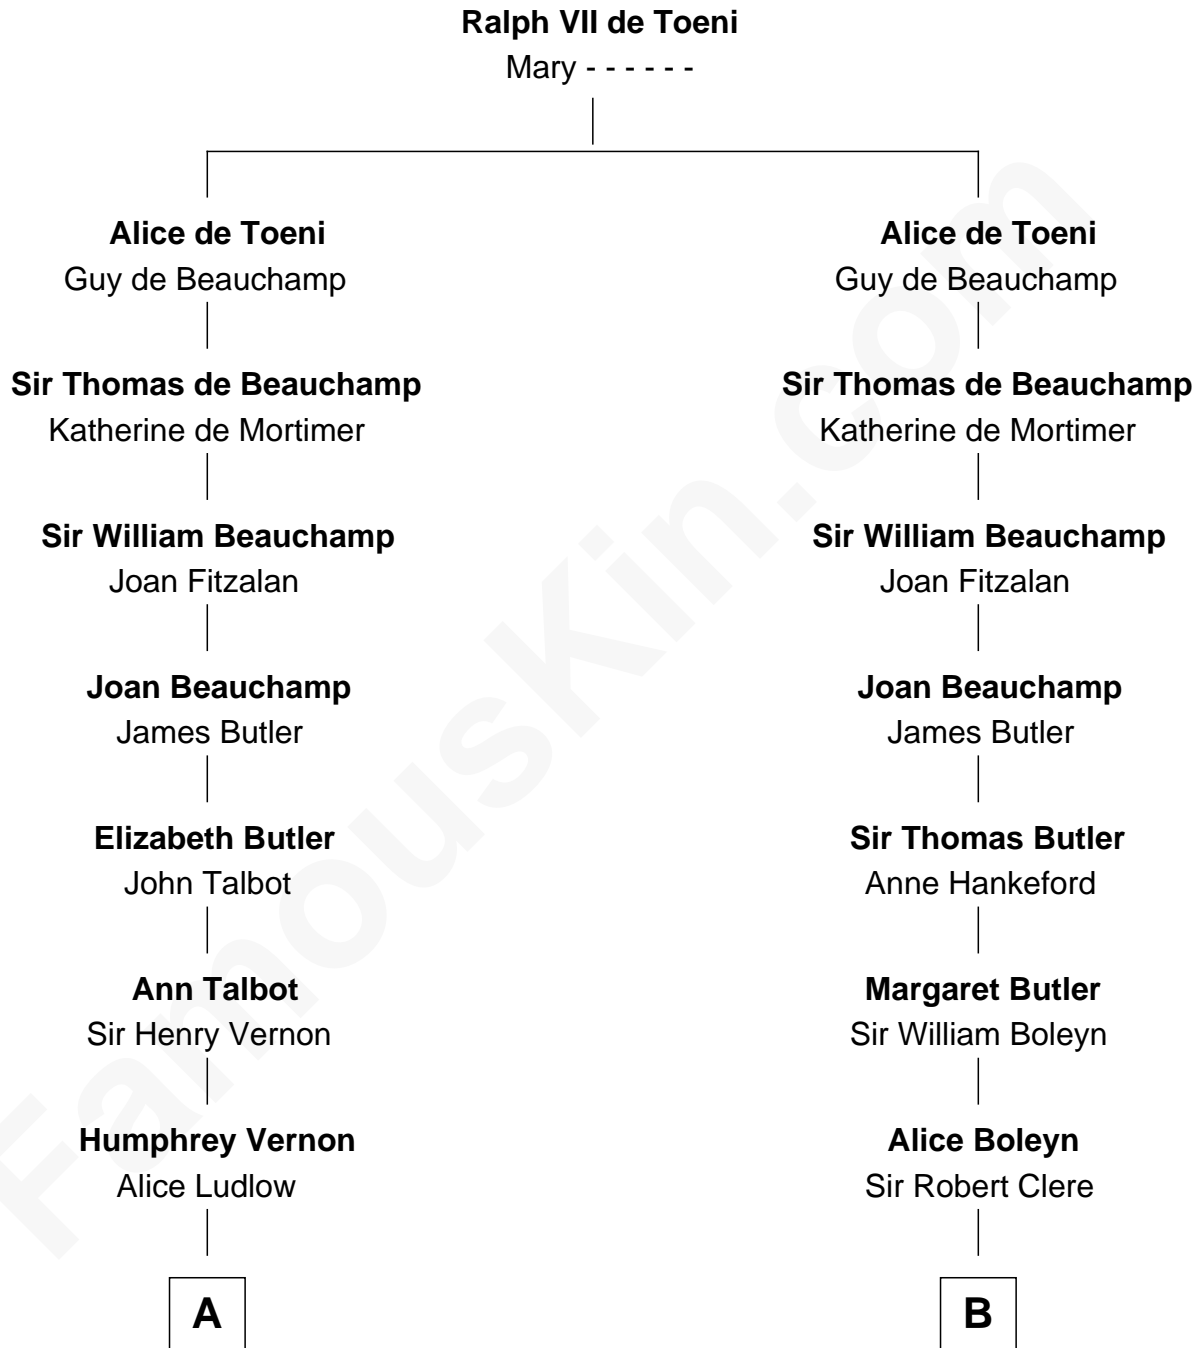 Ralph VII de Toeni
Mary - - - - - -
Alice de Toeni
Guy de Beauchamp
Sir Thomas de Beauchamp
Katherine de Mortimer
Sir William Beauchamp
Joan Fitzalan
Joan Beauchamp
James Butler
Elizabeth Butler
John Talbot
Ann Talbot
Sir Henry Vernon
Humphrey Vernon
Alice Ludlow
A
Alice de Toeni
Guy de Beauchamp
Sir Thomas de Beauchamp
Katherine de Mortimer
Sir William Beauchamp
Joan Fitzalan
Joan Beauchamp
James Butler
Sir Thomas Butler
Anne Hankeford
Margaret Butler
Sir William Boleyn
Alice Boleyn
Sir Robert Clere
B
FamousKin.com